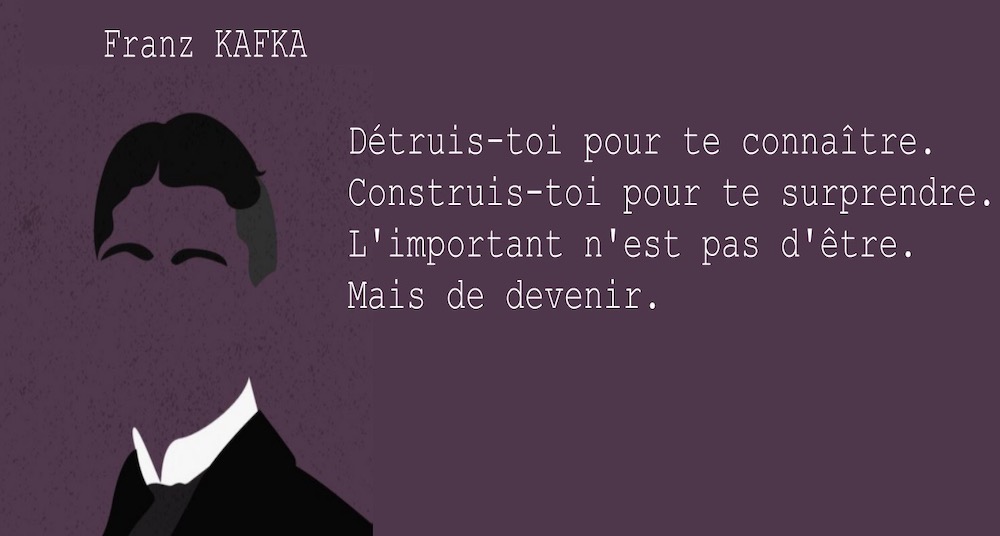 Franz KAFKA
Détruis-toi pour te connaître.
Construis-toi pour te surprendre.
L'important n'est pas d'être.
Mais de devenir.